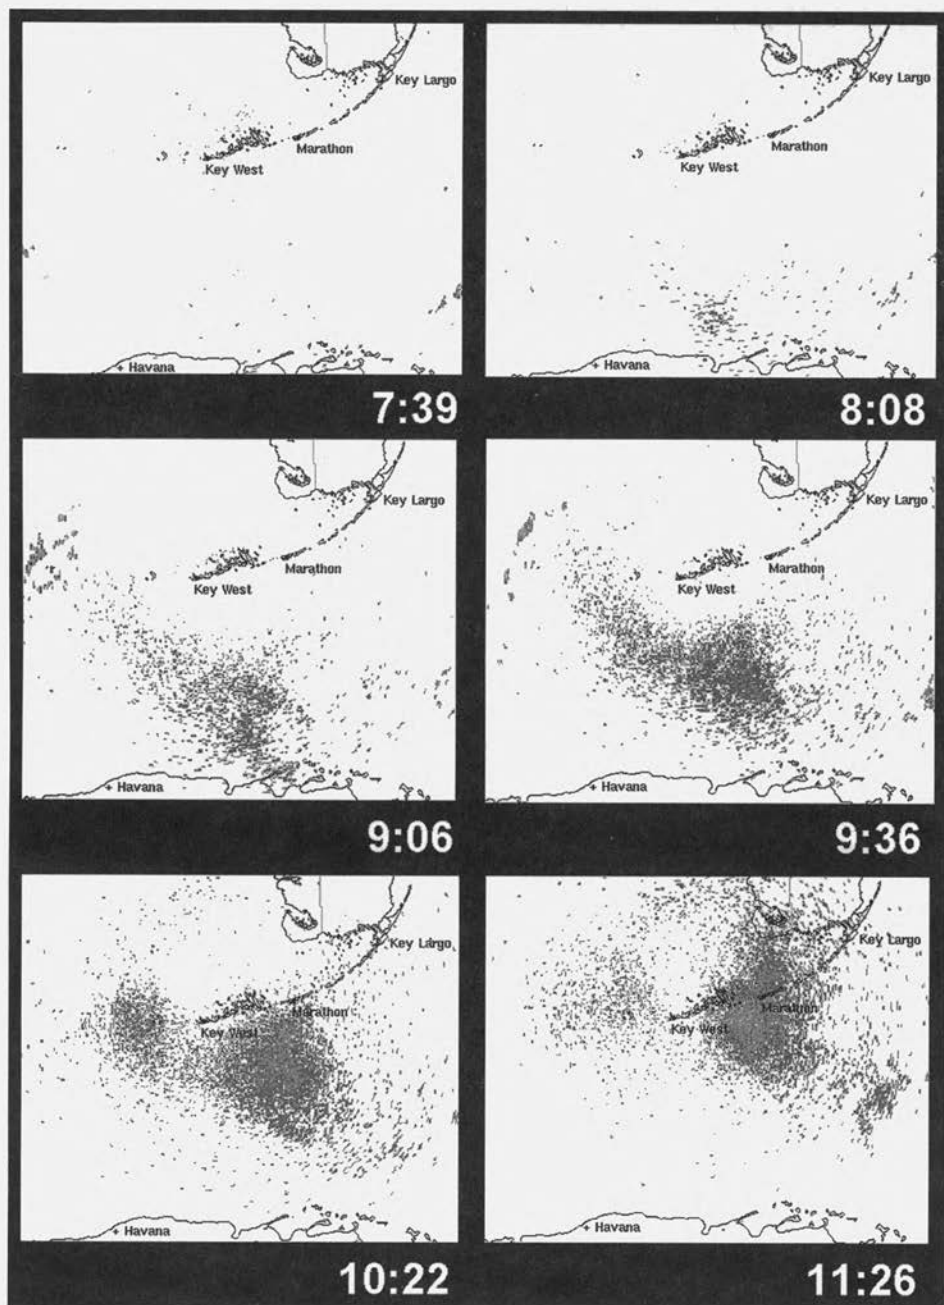 Key Largo
Marathon
Key West
+ Havana
7:39
Key Largo
Marathon
Key West
+ Havana
8:08
Key Largo
Marathon
Key West
+ Havana
9:06
Key Largo
Marathon
Key West
+ Havana
9:36
Key Largo
Marathon
Key West
+ Havana
10:22
Key Largo
Marathon
Key West
+ Havana
11:26